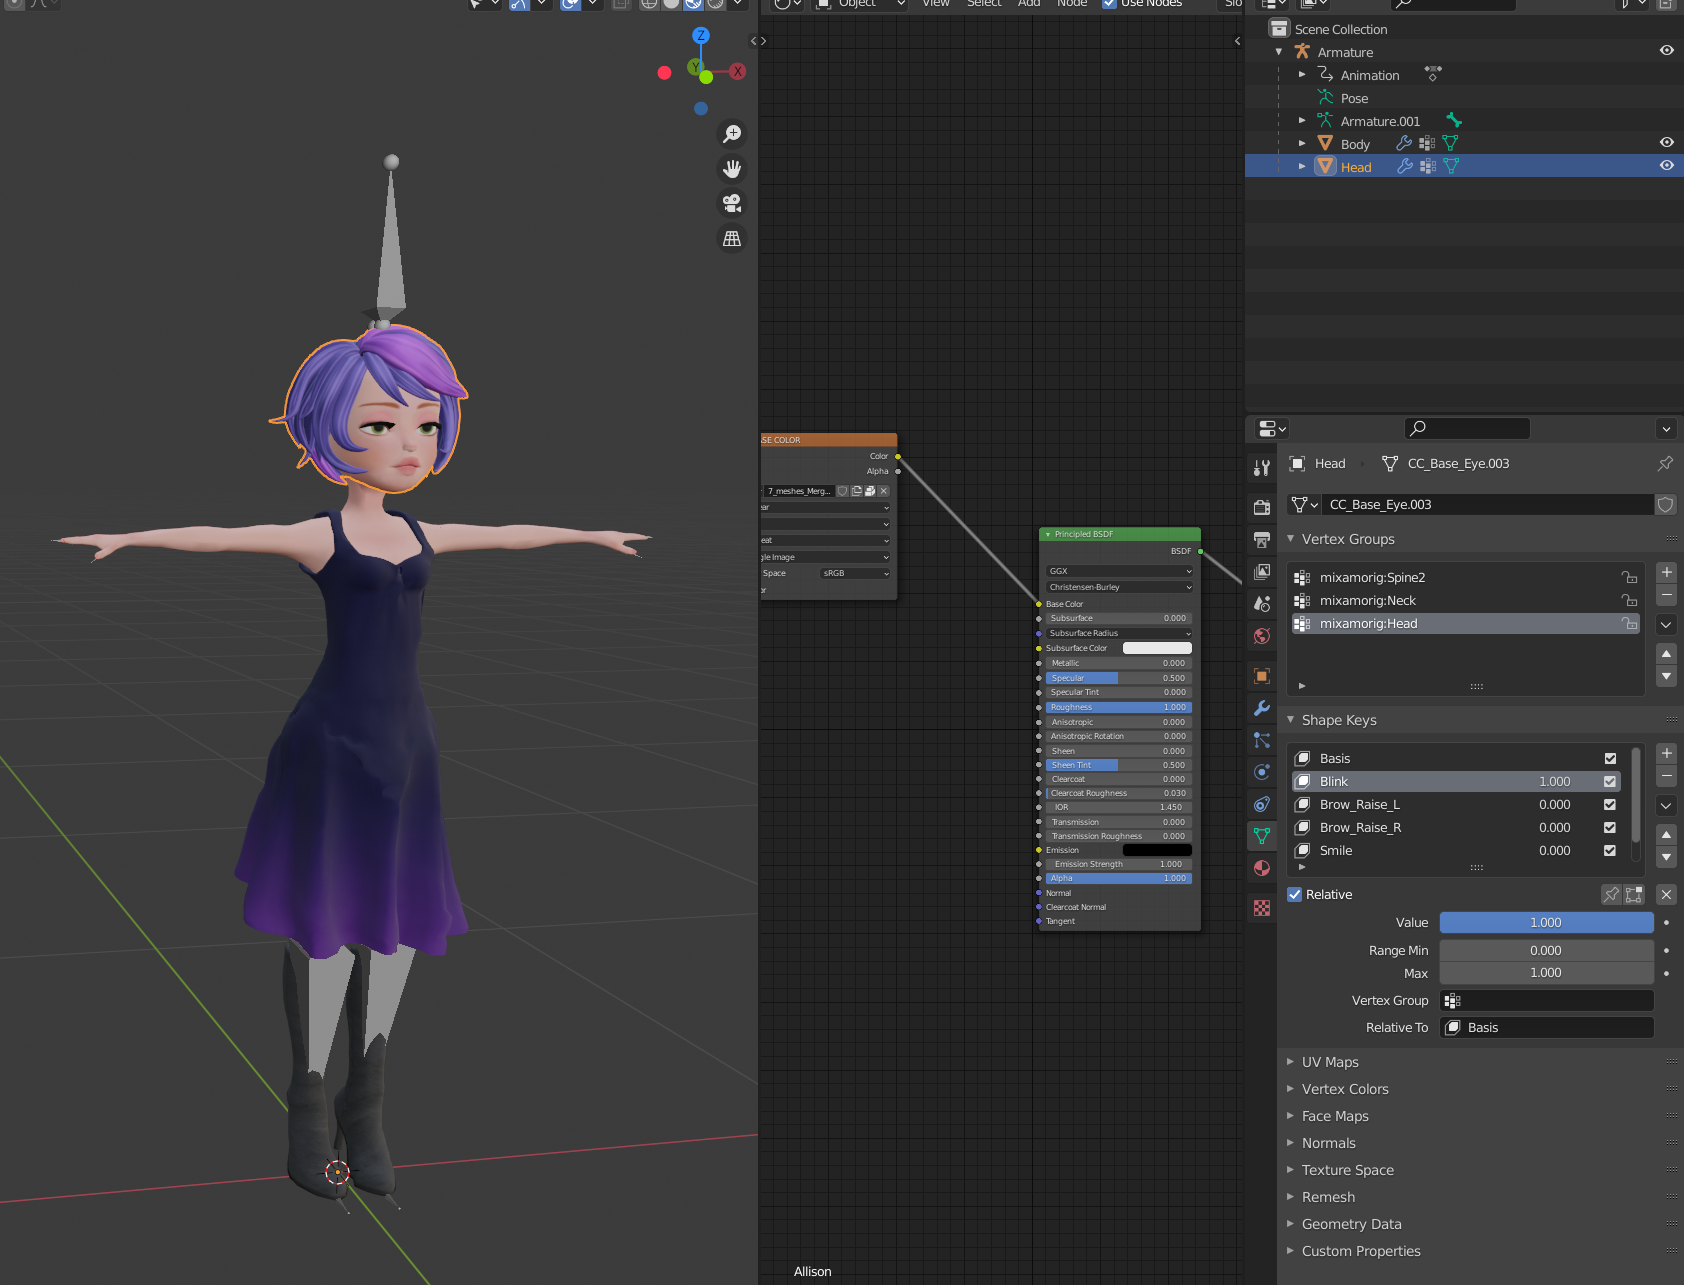 Object
View
Select
Add
Node
Use Nodes
Slo
Z
Y
X
Scene Collection
Armature
Animation
Pose
Armature.001
Body
Head
SE COLOR
Color
Alpha
7_meshes_Merg...
ear
eat
gle Image
Space
sRGB
or
Principled BSDF
BSDF
GGX
Christensen-Burley
Base Color
Subsurface 0.000
Subsurface Radius
Subsurface Color
Metallic 0.000
Specular 0.500
Specular Tint 0.000
Roughness 1.000
Anisotropic 0.000
Anisotropic Rotation 0.000
Sheen 0.000
Sheen Tint 0.500
Clearcoat 0.000
Clearcoat Roughness 0.030
IOR 1.450
Transmission 0.000
Transmission Roughness 0.000
Emission
Emission Strength 1.000
Alpha 1.000
Normal
Clearcoat Normal
Tangent
Allison
Head CC_Base_Eye.003
CC_Base_Eye.003
Vertex Groups
mixamorig:Spine2
mixamorig:Neck
mixamorig:Head
Shape Keys
Basis
Blink 1.000
Brow_Raise_L 0.000
Brow_Raise_R 0.000
Smile 0.000
Relative
Value 1.000
Range Min 0.000
Max 1.000
Vertex Group
Relative To Basis
UV Maps
Vertex Colors
Face Maps
Normals
Texture Space
Remesh
Geometry Data
Custom Properties